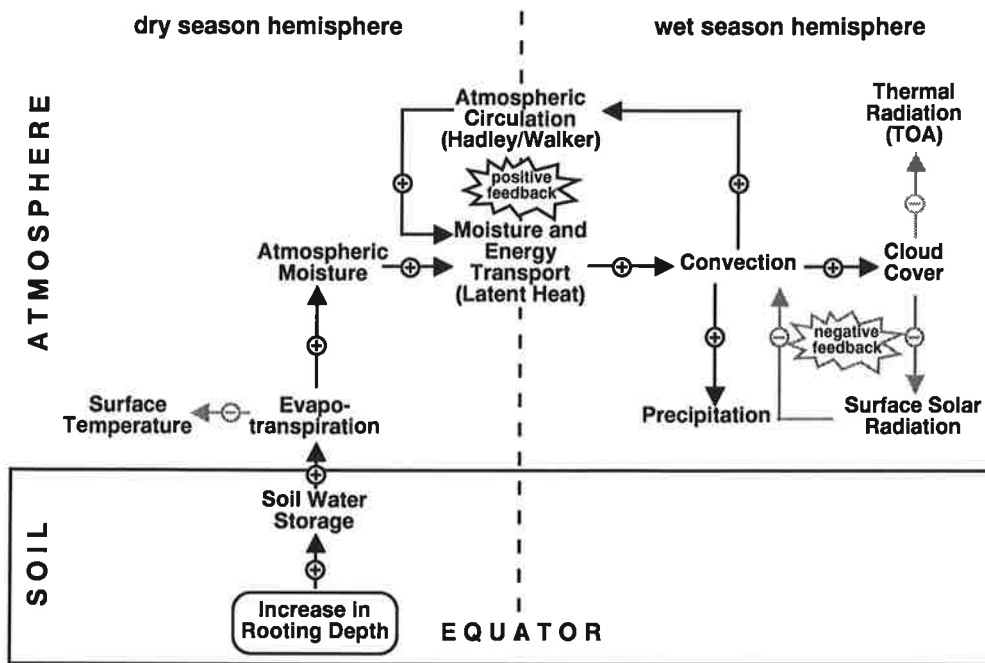 dry season hemisphere
wet season hemisphere
ATMOSPHERE
Atmospheric
Circulation
(Hadley/Walker)
Thermal
Radiation
(TOA)
+
positive
feedback
+
−
Atmospheric
Moisture
+
Moisture and
Energy
Transport
(Latent Heat)
+
Convection
+
Cloud
Cover
+
+
−
negative
feedback
−
Surface
Temperature
−
Evapo-
transpiration
Precipitation
Surface Solar
Radiation
+
SOIL
Soil Water
Storage
+
Increase in
Rooting Depth
EQUATOR